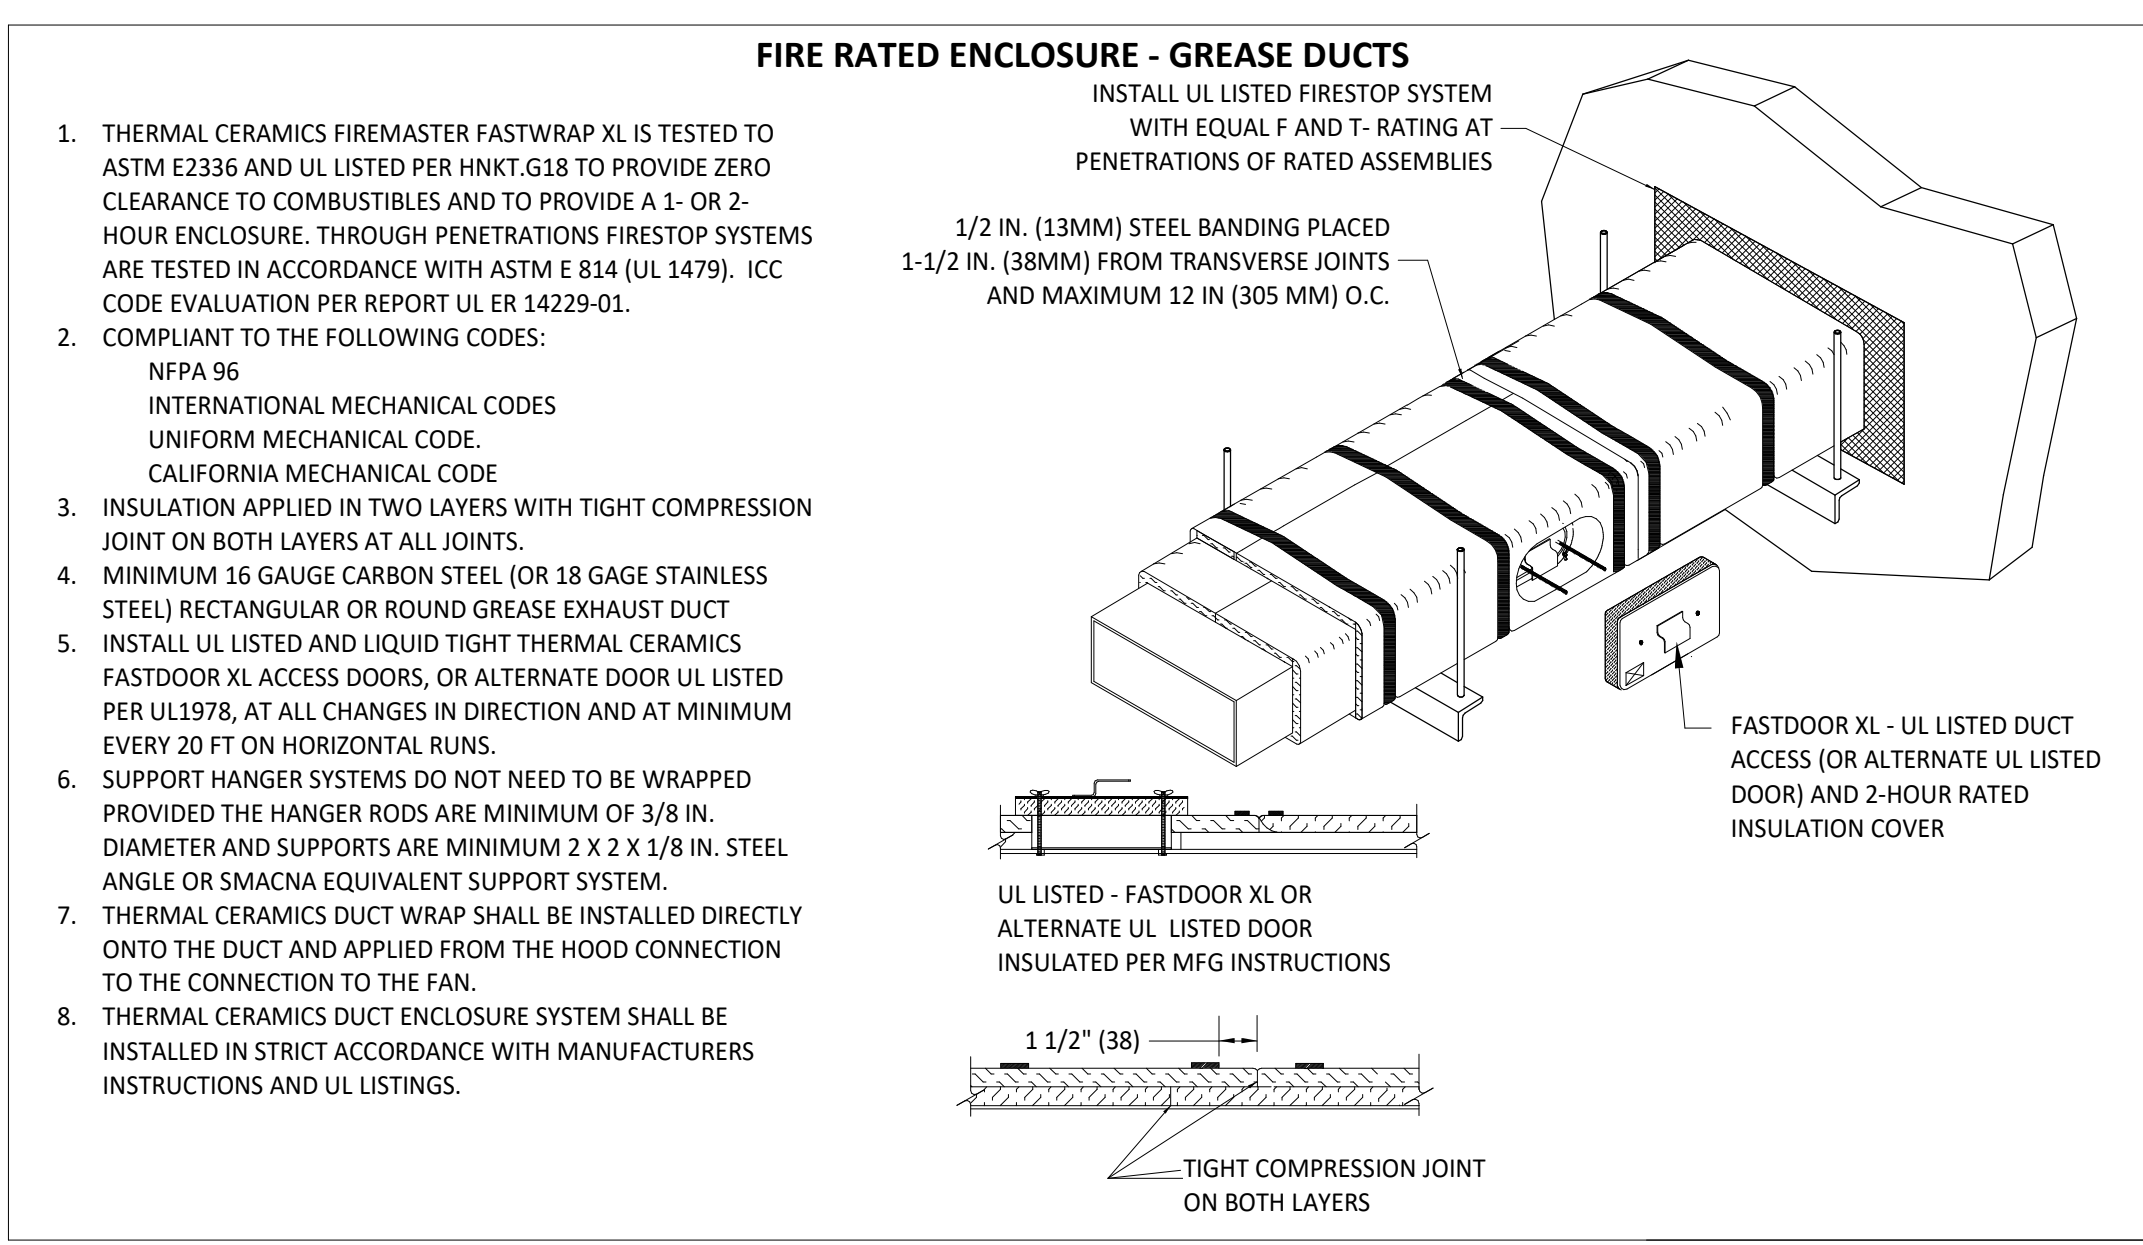 FIRE RATED ENCLOSURE - GREASE DUCTS
1. THERMAL CERAMICS FIREMASTER FASTWRAP XL IS TESTED TO
ASTM E2336 AND UL LISTED PER HNKT.G18 TO PROVIDE ZERO
CLEARANCE TO COMBUSTIBLES AND TO PROVIDE A 1- OR 2-
HOUR ENCLOSURE. THROUGH PENETRATIONS FIRESTOP SYSTEMS
ARE TESTED IN ACCORDANCE WITH ASTM E 814 (UL 1479).  ICC
CODE EVALUATION PER REPORT UL ER 14229-01.
2. COMPLIANT TO THE FOLLOWING CODES:
NFPA 96
INTERNATIONAL MECHANICAL CODES
UNIFORM MECHANICAL CODE.
CALIFORNIA MECHANICAL CODE
3. INSULATION APPLIED IN TWO LAYERS WITH TIGHT COMPRESSION
JOINT ON BOTH LAYERS AT ALL JOINTS.
4. MINIMUM 16 GAUGE CARBON STEEL (OR 18 GAGE STAINLESS
STEEL) RECTANGULAR OR ROUND GREASE EXHAUST DUCT
5. INSTALL UL LISTED AND LIQUID TIGHT THERMAL CERAMICS
FASTDOOR XL ACCESS DOORS, OR ALTERNATE DOOR UL LISTED
PER UL1978, AT ALL CHANGES IN DIRECTION AND AT MINIMUM
EVERY 20 FT ON HORIZONTAL RUNS.
6. SUPPORT HANGER SYSTEMS DO NOT NEED TO BE WRAPPED
PROVIDED THE HANGER RODS ARE MINIMUM OF 3/8 IN.
DIAMETER AND SUPPORTS ARE MINIMUM 2 X 2 X 1/8 IN. STEEL
ANGLE OR SMACNA EQUIVALENT SUPPORT SYSTEM.
7. THERMAL CERAMICS DUCT WRAP SHALL BE INSTALLED DIRECTLY
ONTO THE DUCT AND APPLIED FROM THE HOOD CONNECTION
TO THE CONNECTION TO THE FAN.
8. THERMAL CERAMICS DUCT ENCLOSURE SYSTEM SHALL BE
INSTALLED IN STRICT ACCORDANCE WITH MANUFACTURERS
INSTRUCTIONS AND UL LISTINGS.
INSTALL UL LISTED FIRESTOP SYSTEM
WITH EQUAL F AND T- RATING AT
PENETRATIONS OF RATED ASSEMBLIES
1/2 IN. (13MM) STEEL BANDING PLACED
1-1/2 IN. (38MM) FROM TRANSVERSE JOINTS
AND MAXIMUM 12 IN (305 MM) O.C.
FASTDOOR XL - UL LISTED DUCT
ACCESS (OR ALTERNATE UL LISTED
DOOR) AND 2-HOUR RATED
INSULATION COVER
UL LISTED - FASTDOOR XL OR
ALTERNATE UL  LISTED DOOR
INSULATED PER MFG INSTRUCTIONS
1 1/2" (38)
TIGHT COMPRESSION JOINT
ON BOTH LAYERS